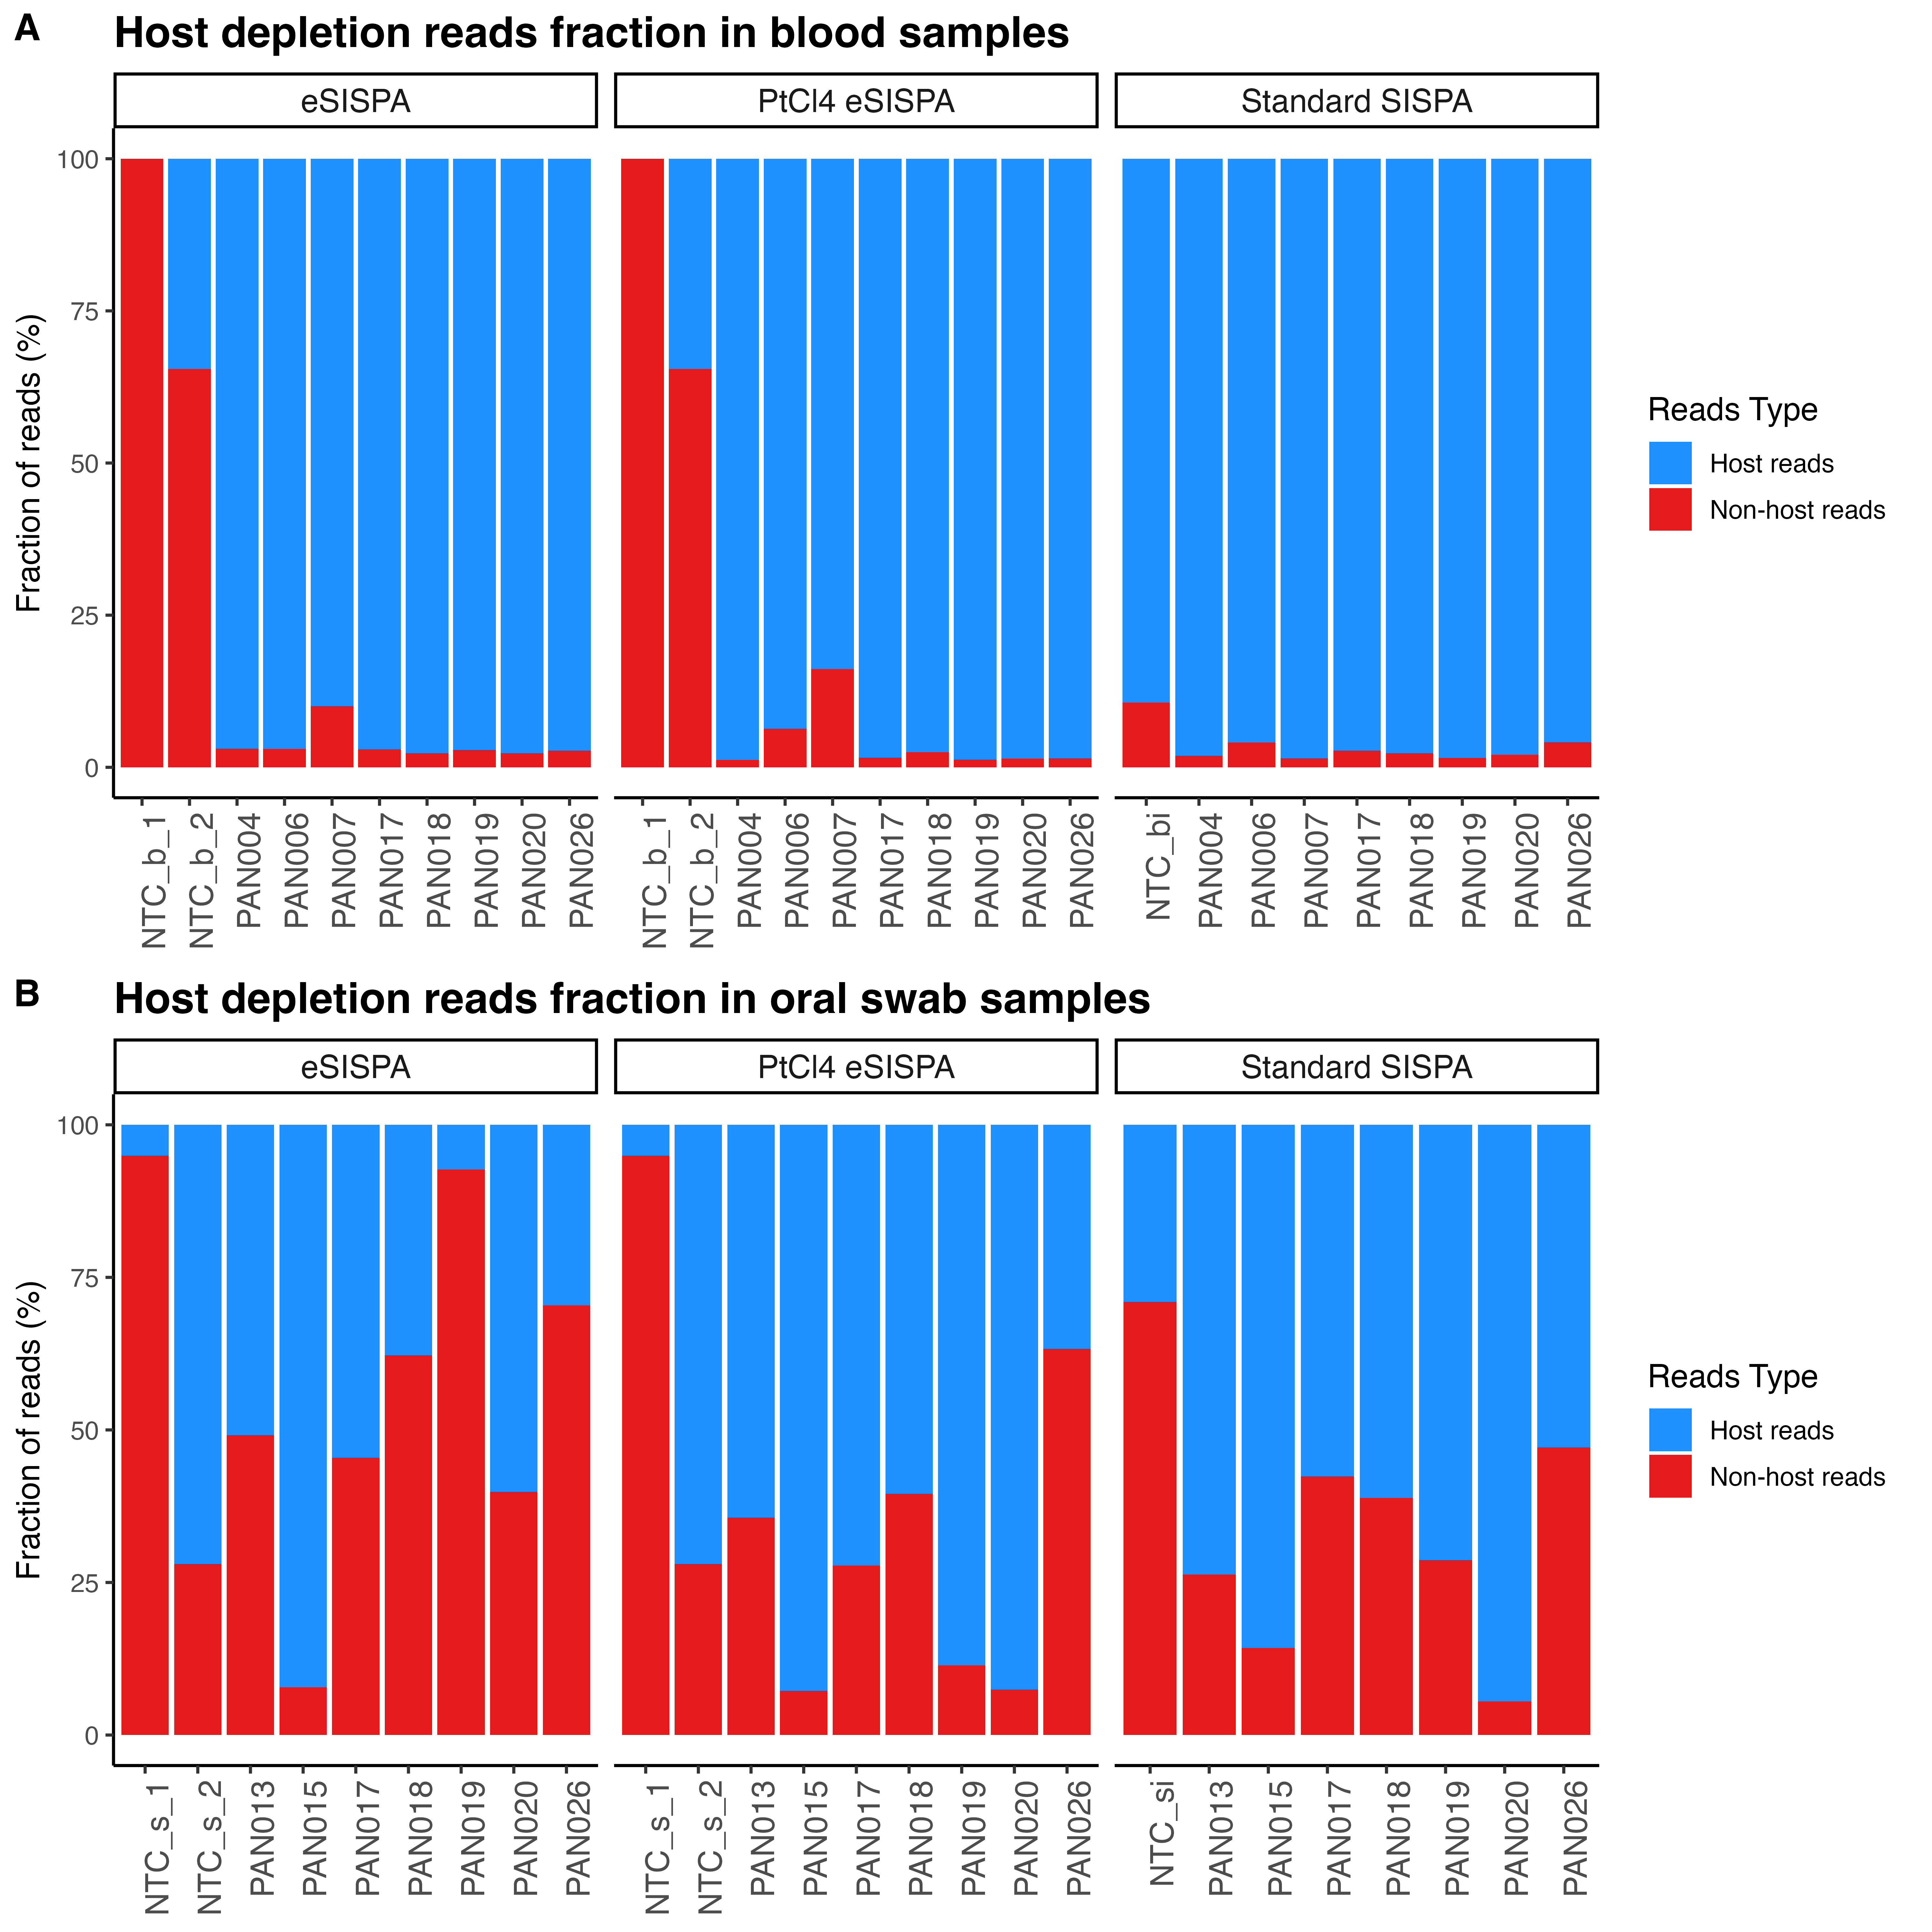 A Host depletion reads fraction in blood samples
eSISPA PtCl4 eSISPA Standard SISPA
Fraction of reads (%)
100
75
50
25
0
NTC_b_1 NTC_b_2 PAN004 PAN006 PAN007 PAN017 PAN018 PAN019 PAN020 PAN026 NTC_b_1 NTC_b_2 PAN004 PAN006 PAN007 PAN017 PAN018 PAN019 PAN020 PAN026 NTC_bi PAN004 PAN006 PAN007 PAN017 PAN018 PAN019 PAN020 PAN026
Reads Type
Host reads
Non-host reads
B Host depletion reads fraction in oral swab samples
eSISPA PtCl4 eSISPA Standard SISPA
Fraction of reads (%)
100
75
50
25
0
NTC_s_1 NTC_s_2 PAN013 PAN015 PAN017 PAN018 PAN019 PAN020 PAN026 NTC_s_1 NTC_s_2 PAN013 PAN015 PAN017 PAN018 PAN019 PAN020 PAN026 NTC_si PAN013 PAN015 PAN017 PAN018 PAN019 PAN020 PAN026
Reads Type
Host reads
Non-host reads